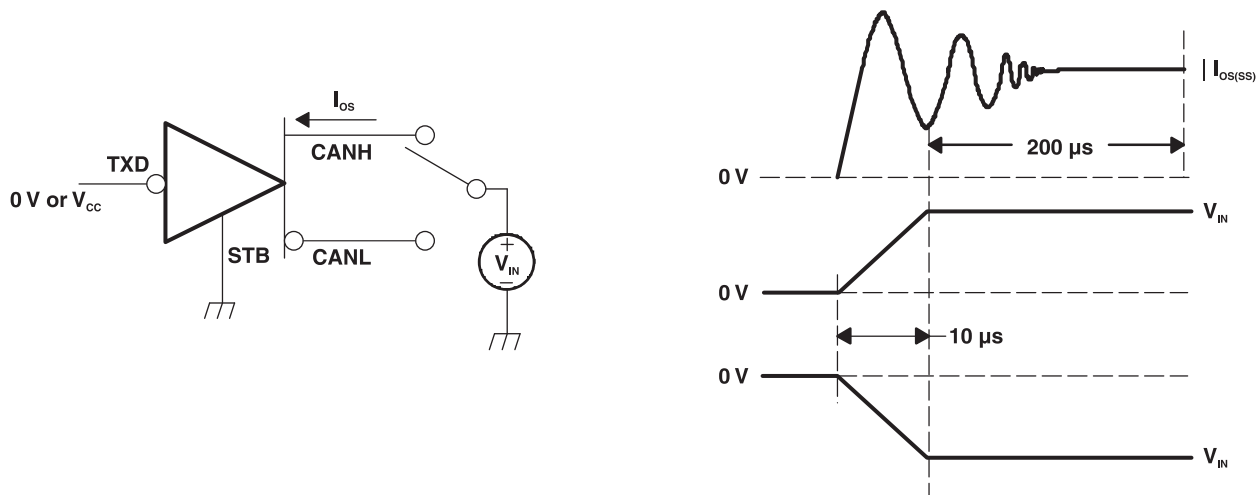 I_OS
CANH
TXD
0 V or V_CC
STB
CANL
+
V_IN
–
| I_OS(SS)
200 µs
0 V
V_IN
0 V
10 µs
0 V
V_IN